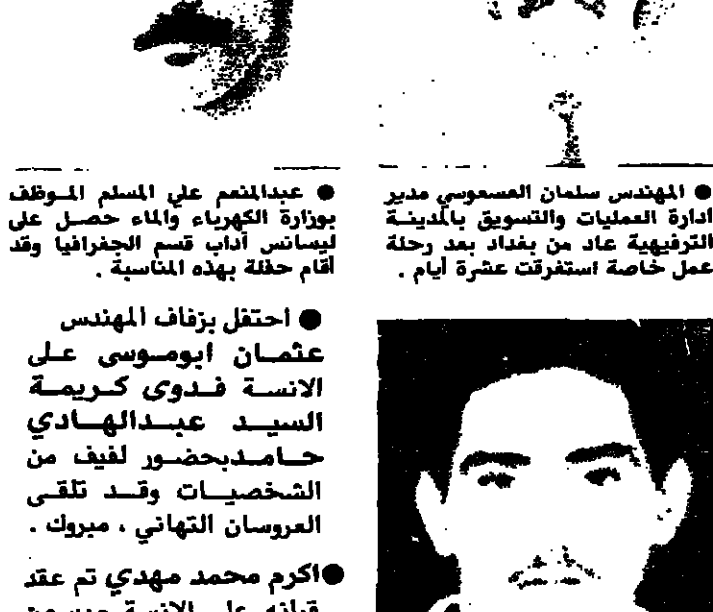 ● المهندس سلمان العسعوسي مدير
ادارة العمليات والتسويق بالمدينة
الترفيهية عاد من بغداد بعد رحلة
عمل خاصة استغرقت عشرة أيام .
● عبدالمنعم علي المسلم الموظف
بوزارة الكهرباء والماء حصل على
ليسانس آداب قسم الجغرافيا وقد
أقام حفلة بهذه المناسبة .
● احتفل بزفاف المهندس
عثمان ابوموسى على
الانسة فدوى كريمة
السيد عبدالهادي
حامدبحضور لفيف من
الشخصيات وقد تلقى
العروسان التهاني ، مبروك .
●اكرم محمد مهدي تم عقد
قرانه على الانسة